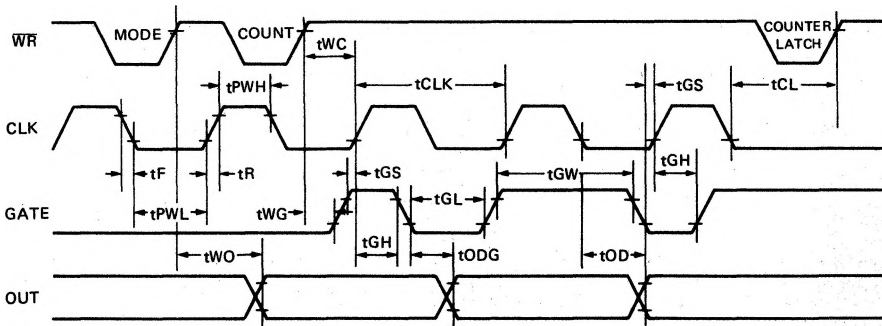 WR
MODE
COUNT
COUNTER
LATCH
tWC
tPWH
tCLK
tGS
tCL
CLK
tF
tR
tGS
tGW
tGH
tPWL
tWG
tGL
GATE
tWO
tGH
tODG
tOD
OUT